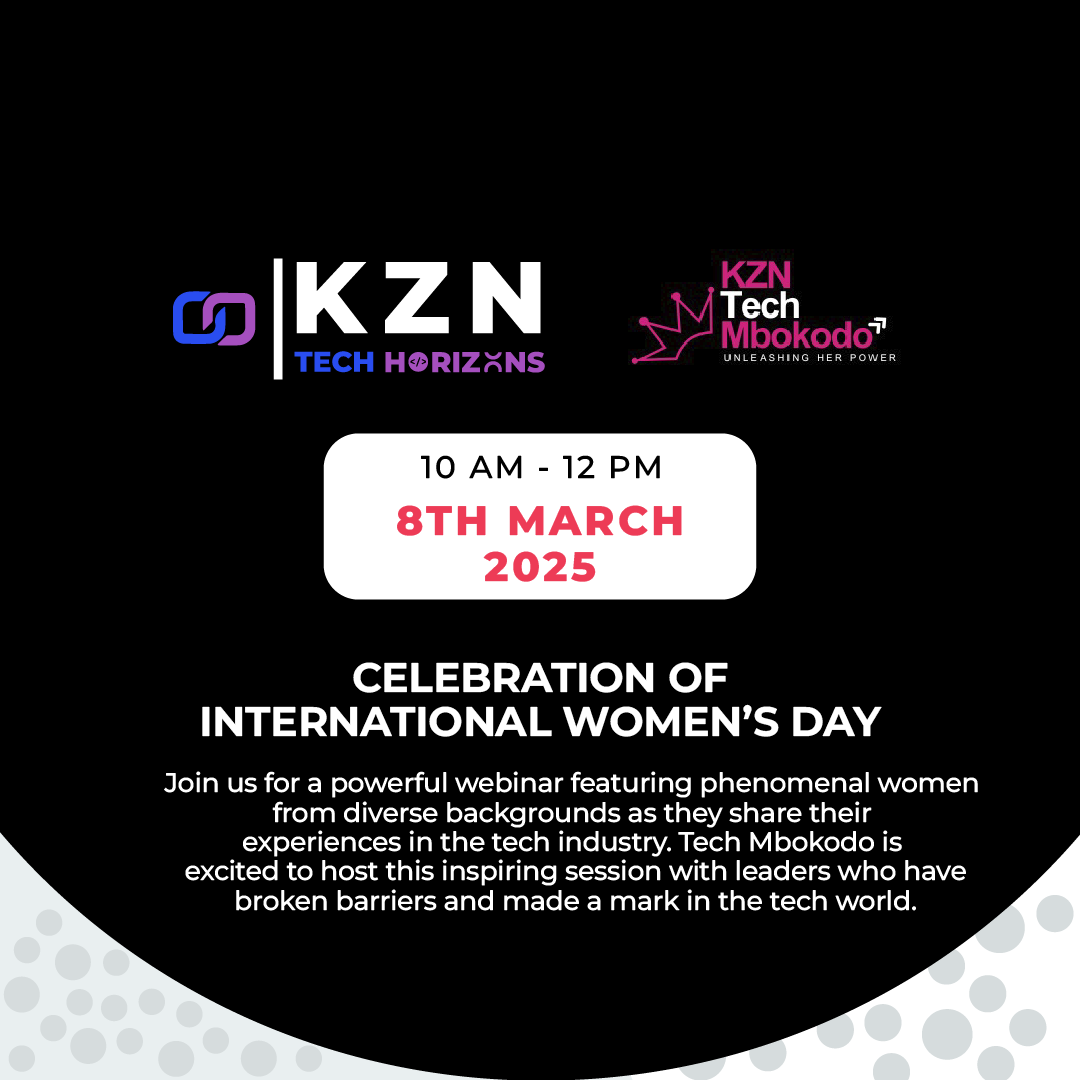 KZN
TECH HORIZONS
KZN
Tech
Mbokodo
UNLEASHING HER POWER
10 AM - 12 PM
8TH MARCH
2025
CELEBRATION OF
INTERNATIONAL WOMEN’S DAY
Join us for a powerful webinar featuring phenomenal women
from diverse backgrounds as they share their
experiences in the tech industry. Tech Mbokodo is
excited to host this inspiring session with leaders who have
broken barriers and made a mark in the tech world.